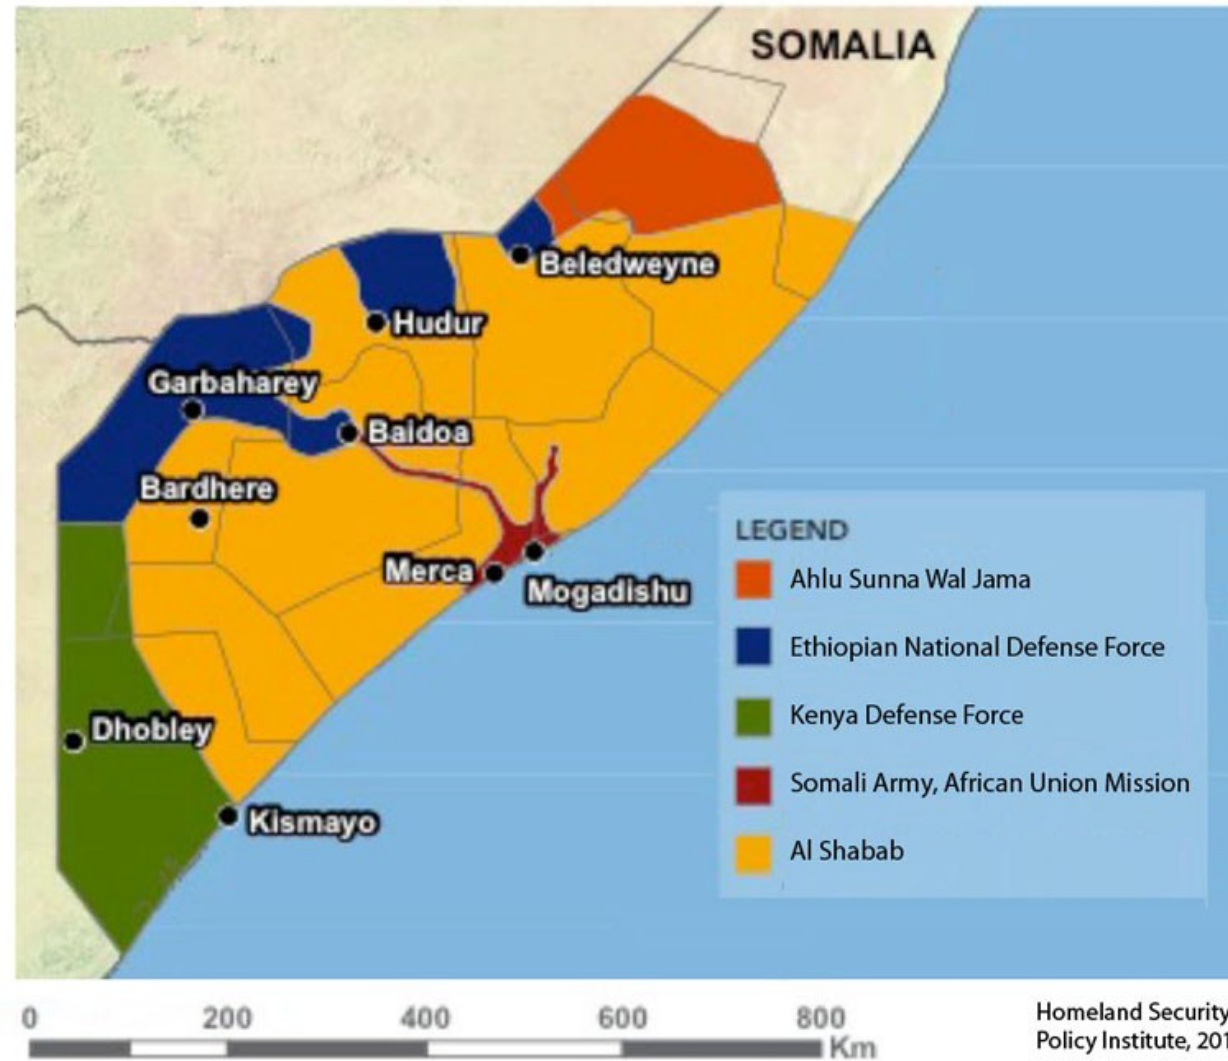 SOMALIA
Beledweyne
Hudur
Garbaharey
Baidoa
Bardhere
Merca
Mogadishu
Dhobley
Kismayo
LEGEND
Ahlu Sunna Wal Jama
Ethiopian National Defense Force
Kenya Defense Force
Somali Army, African Union Mission
Al Shabab
0 200 400 600 800
Km
Homeland Security
Policy Institute, 201